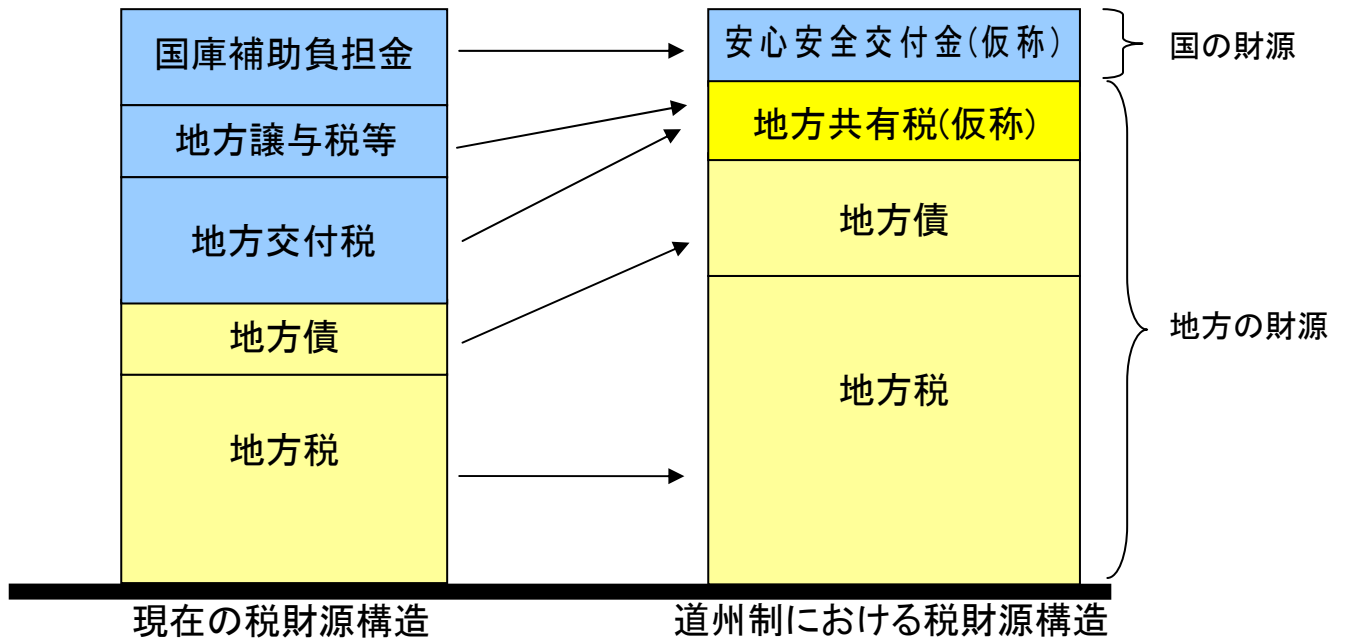 国庫補助負担金
地方譲与税等
地方交付税
地方債
地方税
現在の税財源構造
安心安全交付金(仮称)
地方共有税(仮称)
地方債
地方税
道州制における税財源構造
国の財源
地方の財源